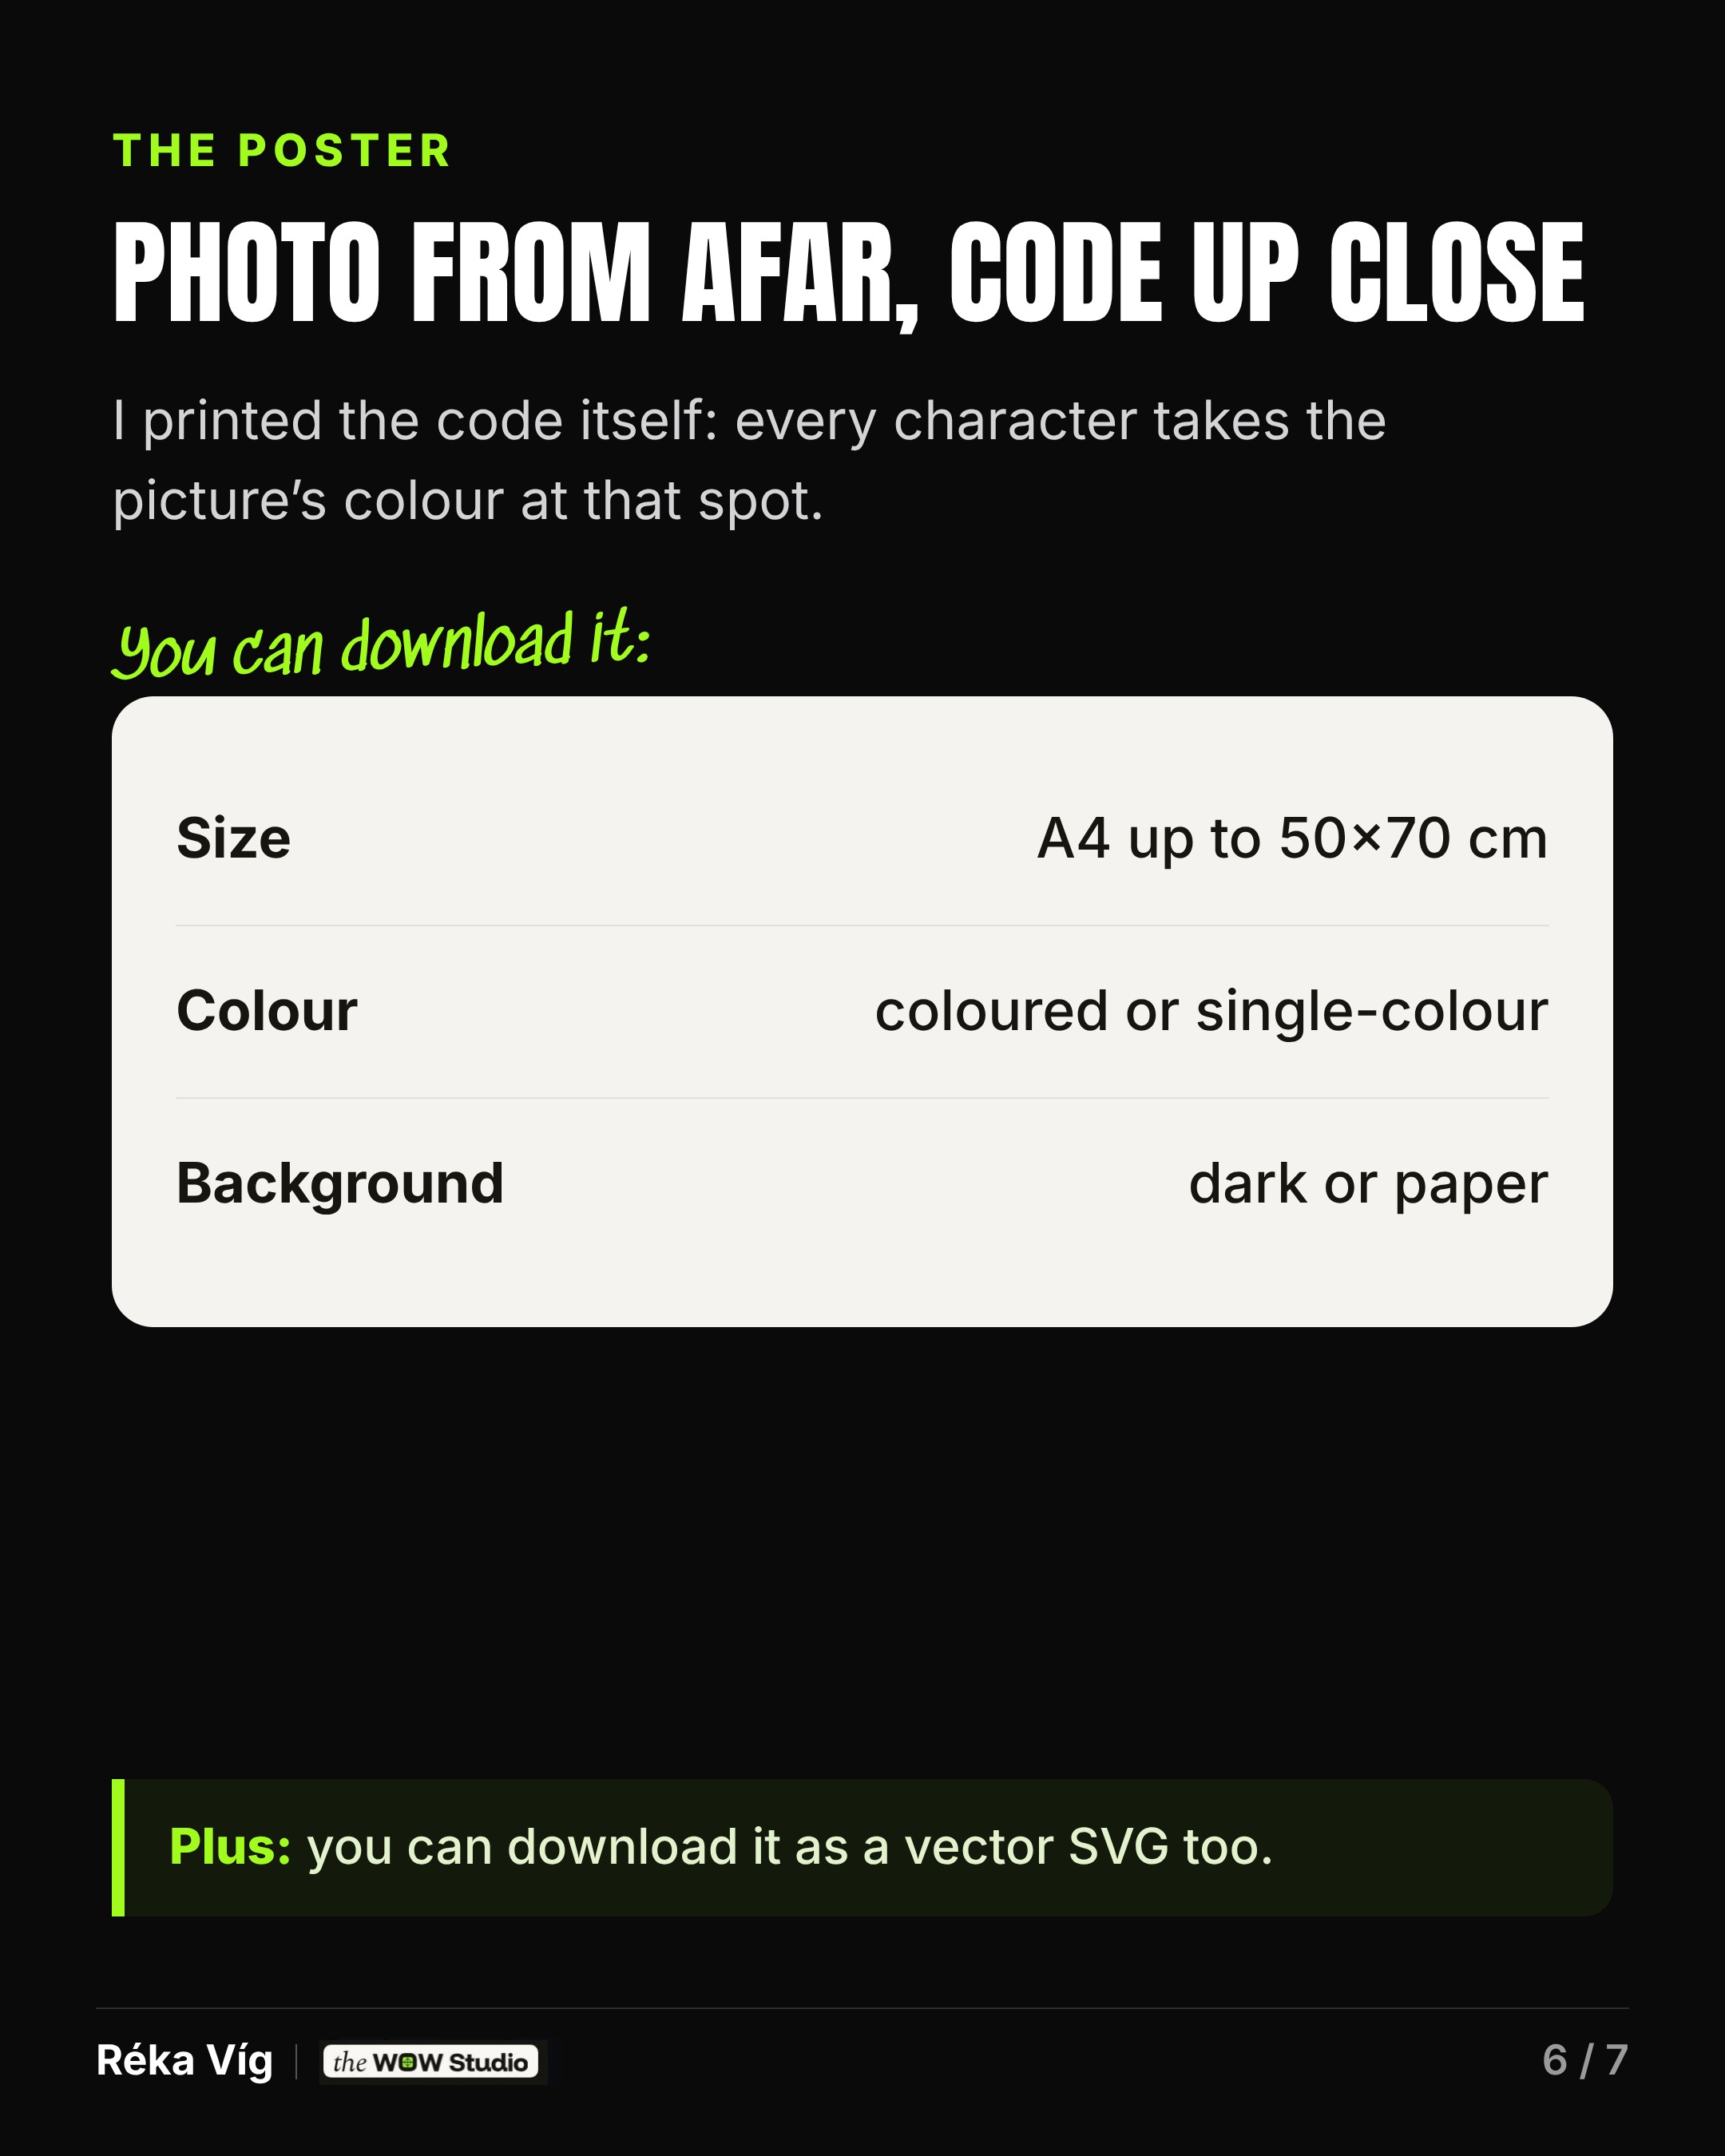 THE POSTER
PHOTO FROM AFAR, CODE UP CLOSE
I printed the code itself: every character takes the
picture’s colour at that spot.
you can download it:
Size A4 up to 50×70 cm
Colour coloured or single-colour
Background dark or paper
Plus: you can download it as a vector SVG too.
Réka Víg the WOW Studio 6 / 7